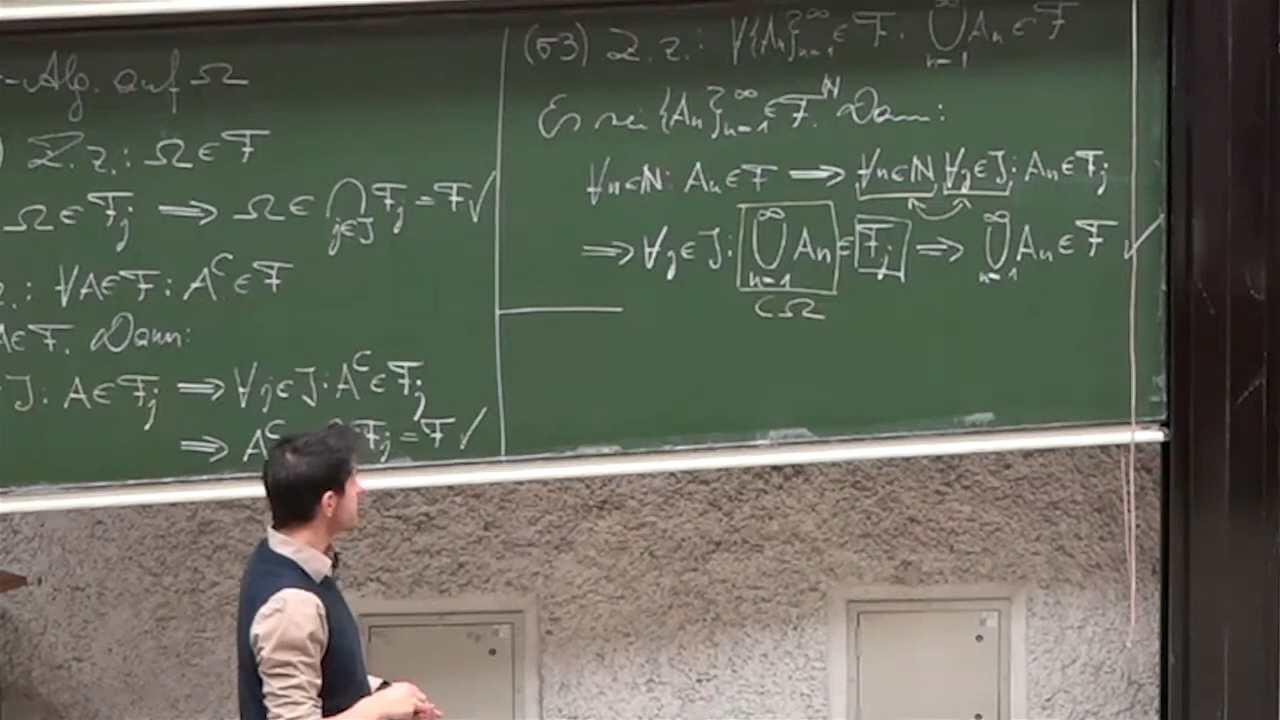 -Alg. auf Ω
) Z.z.: Ω ∈ F
Ω ∈ F_j ⟹ Ω ∈ ⋂_{j∈J} F_j = F ✓
z.: ∀A∈F: A^C ∈ F
A∈F. Dann:
J: A ∈ F_j ⟹ ∀j∈J: A^C ∈ F_j
⟹ A^C F_j = F ✓
(σ3) Z.z.: ∀{A_n}_{n=1}^∞ ∈ F. ⋃_{n=1}^∞ A_n ∈ F
Es sei {A_n}_{n=1}^∞ ∈ F^ℕ. Dann:
∀n∈ℕ: A_n ∈ F ⟹ ∀n∈ℕ ∀j∈J: A_n ∈ F_j
⟹ ∀j∈J: ⋃_{n=1}^∞ A_n ∈ F_j ⟹ ⋃_{n=1}^∞ A_n ∈ F ✓
⊂Ω